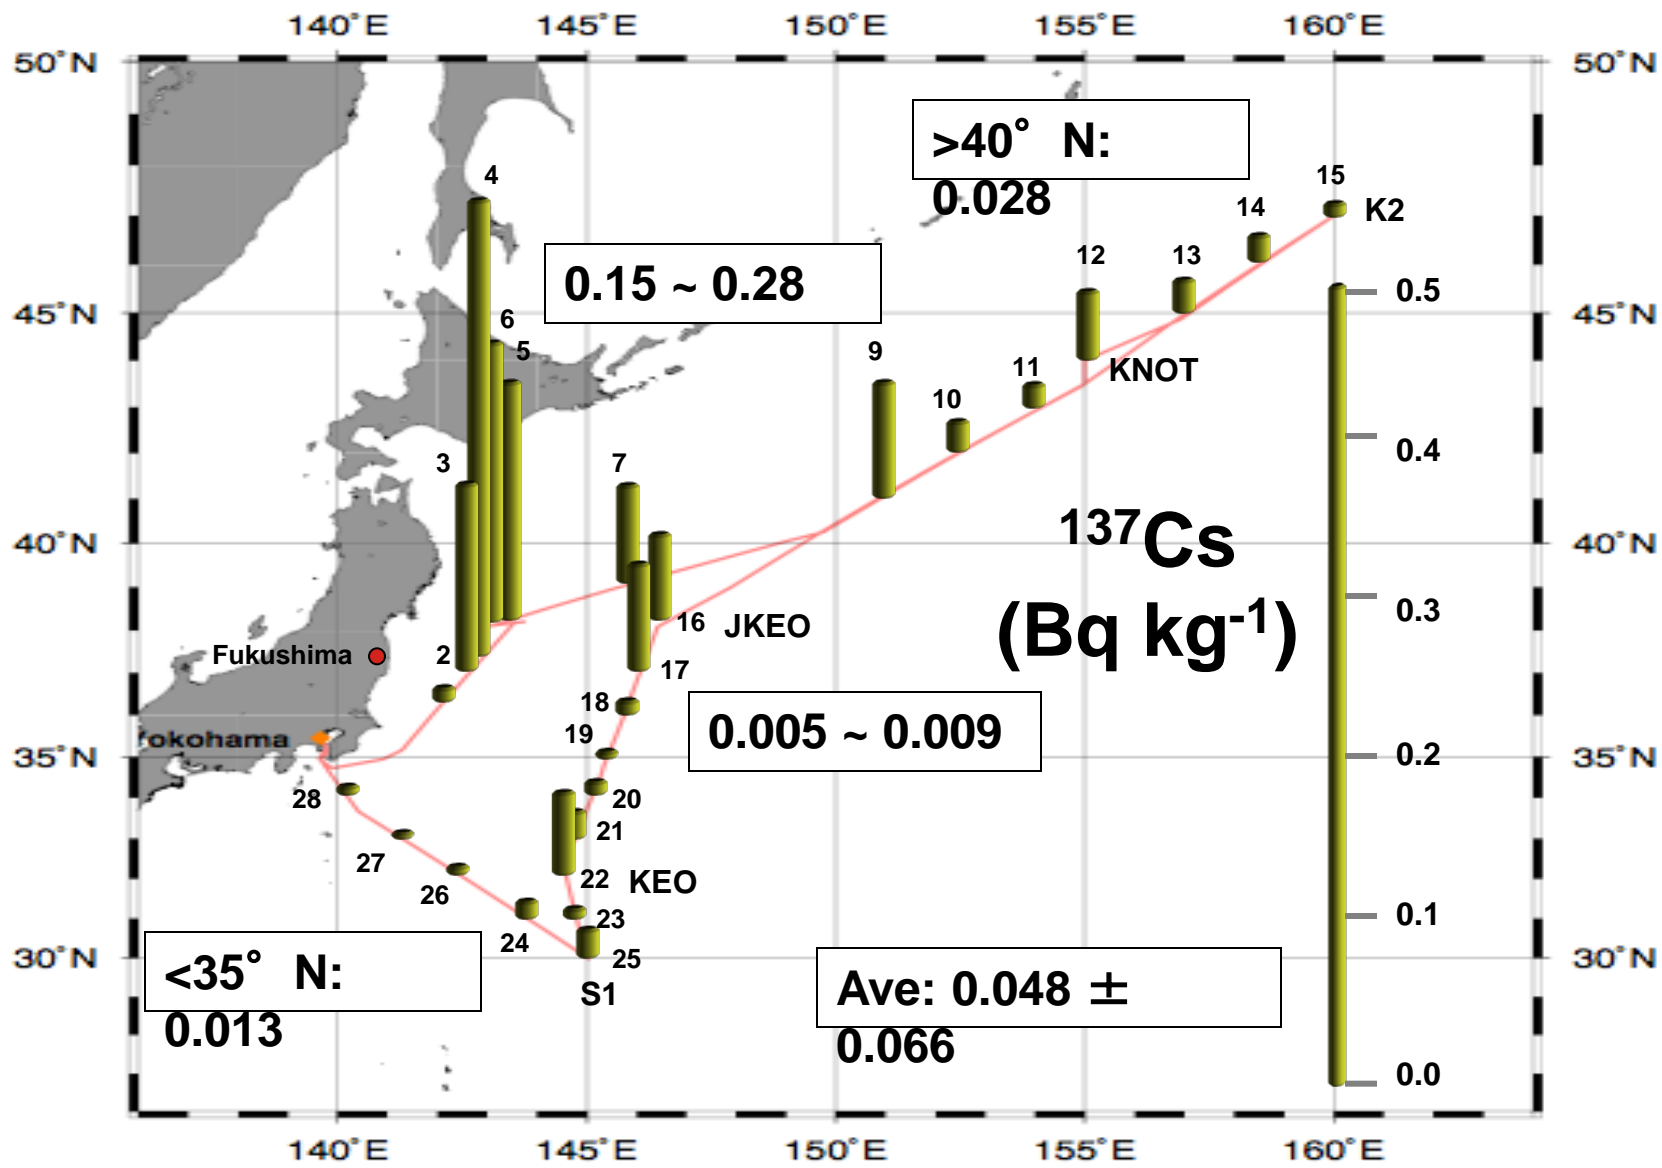 140°E 145°E 150°E 155°E 160°E
50°N 50°N
>40° N:
0.028
4
15
K2
14
12
13
0.15 ~ 0.28
0.5
45°N 45°N
6
5
9
11
KNOT
10
0.4
3
7
137Cs
40°N 40°N
0.3
(Bq kg-1)
16 JKEO
Fukushima
2
17
18
0.005 ~ 0.009
19
okohama
35°N 0.2 35°N
28
20
21
27
22 KEO
26
23
0.1
24
25
30°N 30°N
<35° N:
0.013
S1
Ave: 0.048 ±
0.066
0.0
140°E 145°E 150°E 155°E 160°E